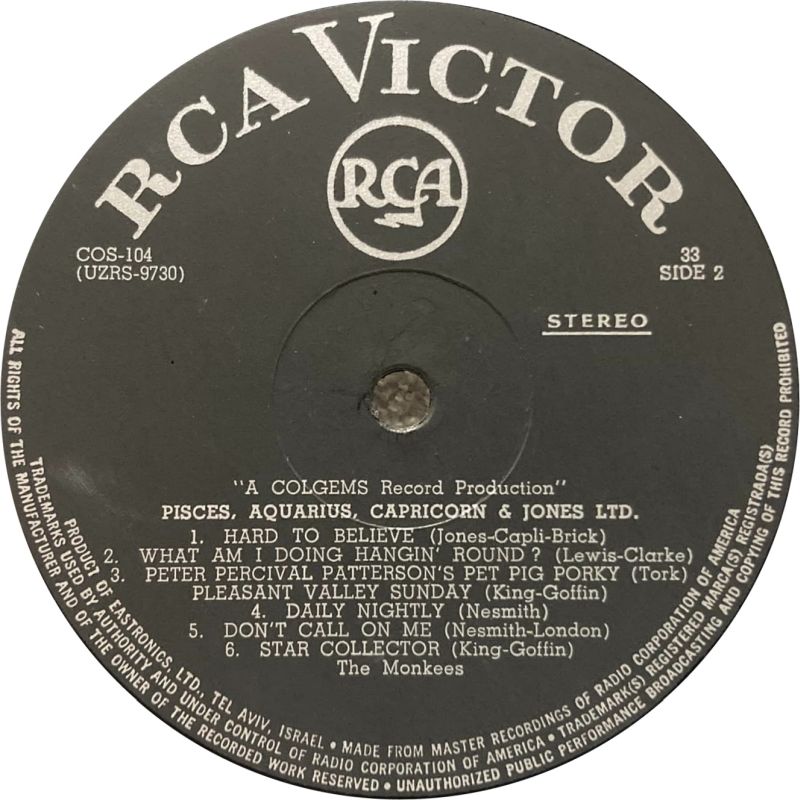 RCA VICTOR
RCA
COS-104
(UZRS-9730)
33
SIDE 2
STEREO
"A COLGEMS Record Production"
PISCES, AQUARIUS, CAPRICORN & JONES LTD.
1. HARD TO BELIEVE (Jones-Capli-Brick)
2. WHAT AM I DOING HANGIN' ROUND? (Lewis-Clarke)
3. PETER PERCIVAL PATTERSON'S PET PIG PORKY (Tork)
PLEASANT VALLEY SUNDAY (King-Goffin)
4. DAILY NIGHTLY (Nesmith)
5. DON'T CALL ON ME (Nesmith-London)
6. STAR COLLECTOR (King-Goffin)
The Monkees
PRODUCT OF EASTRONICS, LTD., TEL AVIV, ISRAEL • MADE FROM MASTER RECORDINGS OF RADIO CORPORATION OF AMERICA
TRADEMARKS USED BY AUTHORITY AND UNDER CONTROL OF RADIO CORPORATION OF AMERICA • TRADEMARK(S) REGISTERED MARCA(S) REGISTRADA(S)
ALL RIGHTS OF THE MANUFACTURER AND OF THE OWNER OF THE RECORDED WORK RESERVED • UNAUTHORIZED PUBLIC PERFORMANCE BROADCASTING AND COPYING OF THIS RECORD PROHIBITED